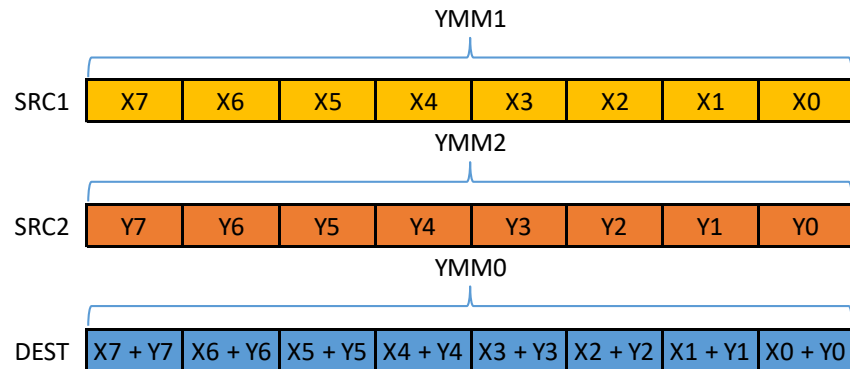 YMM1
SRC1 X7 X6 X5 X4 X3 X2 X1 X0
YMM2
SRC2 Y7 Y6 Y5 Y4 Y3 Y2 Y1 Y0
YMM0
DEST X7 + Y7 X6 + Y6 X5 + Y5 X4 + Y4 X3 + Y3 X2 + Y2 X1 + Y1 X0 + Y0